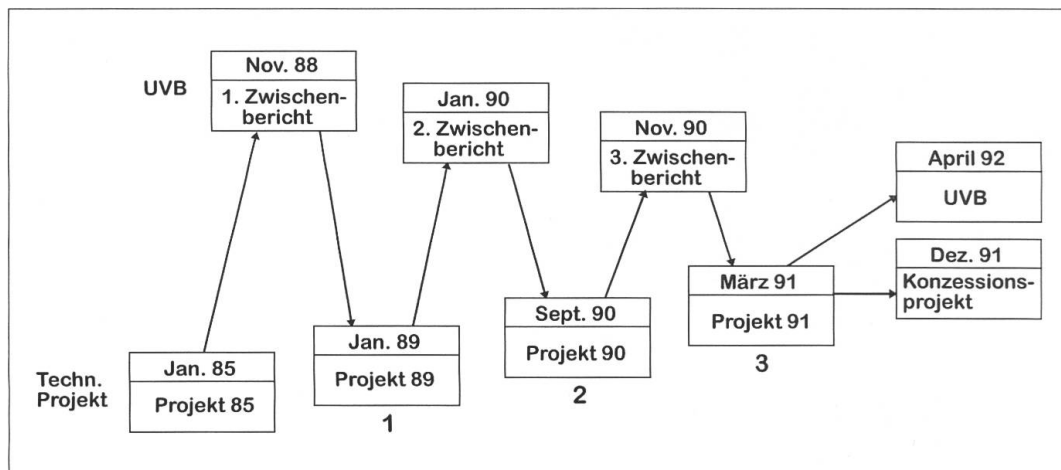 UVB
Nov. 88
1. Zwischen-
bericht
Jan. 90
2. Zwischen-
bericht
Nov. 90
3. Zwischen-
bericht
April 92
UVB
Dez. 91
Konzessions-
projekt
März 91
Projekt 91
3
Sept. 90
Projekt 90
2
Jan. 89
Projekt 89
1
Techn.
Projekt
Jan. 85
Projekt 85